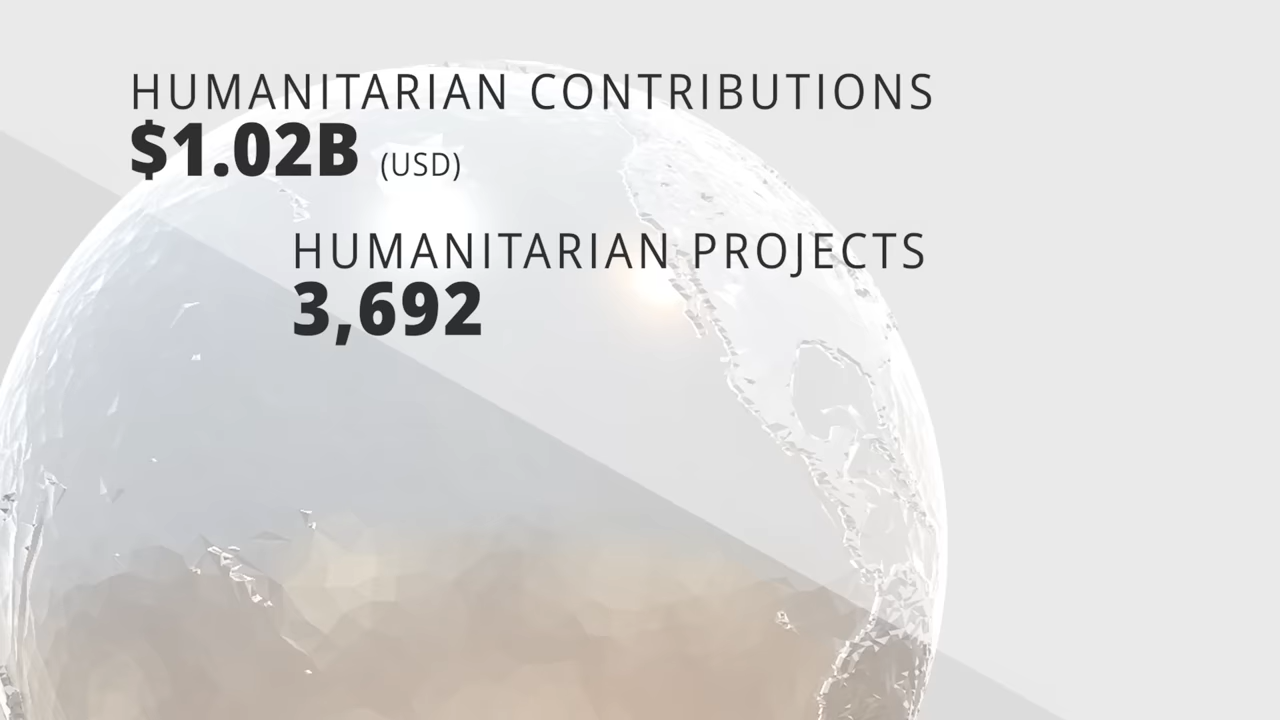 HUMANITARIAN CONTRIBUTIONS
$1.02B (USD)
HUMANITARIAN PROJECTS
3,692